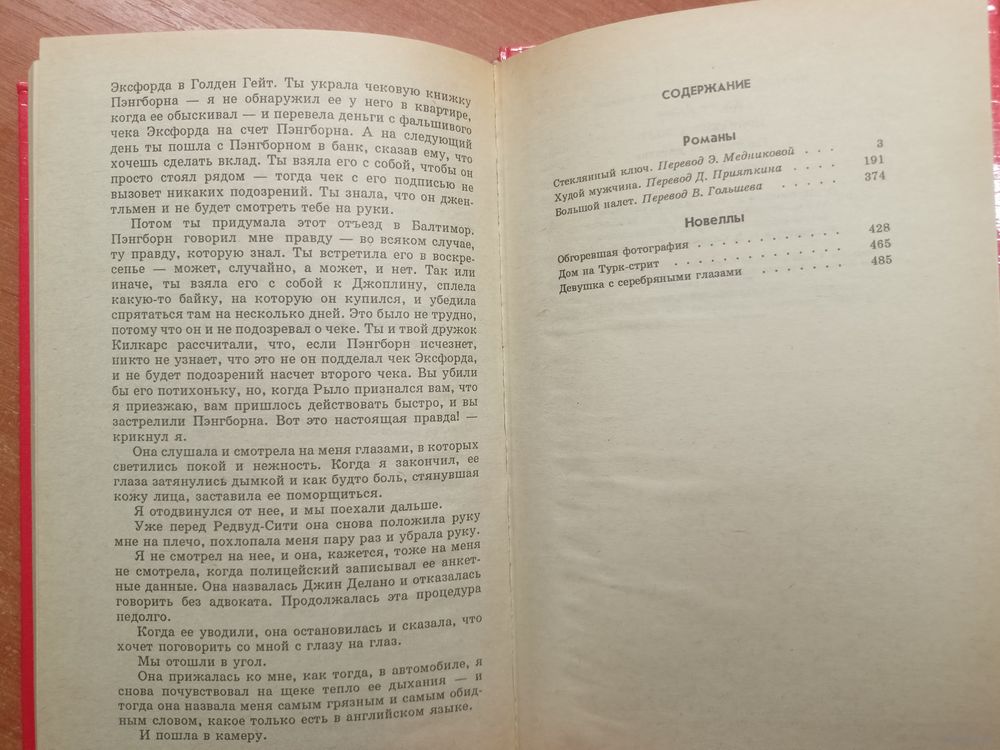 Эксфорда в Голден Гейт. Ты украла чековую книжку
Пэнгборна — я не обнаружил ее у него в квартире,
когда ее обыскивал — и перевела деньги с фальшивого
чека Эксфорда на счет Пэнгборна. А на следующий
день ты пошла с Пэнгборном в банк, сказав ему, что
хочешь сделать вклад. Ты взяла его с собой, чтобы он
просто стоял рядом — тогда чек с его подписью не
вызовет никаких подозрений. Ты знала, что он джен-
тльмен и не будет смотреть тебе на руки.
Потом ты придумала этот отъезд в Балтимор.
Пэнгборн говорил мне правду — во всяком случае,
ту правду, которую знал. Ты встретила его в воскре-
сенье — может, случайно, а может, и нет. Так или
иначе, ты взяла его с собой к Джоплину, сплела
какую-то байку, на которую он купился, и убедила
спрятаться там на несколько дней. Это было не трудно,
потому что он и не подозревал о чеке. Ты и твой дружок
Килкарс рассчитали, что, если Пэнгборн исчезнет,
никто не узнает, что это не он подделал чек Эксфорда,
и не будет подозрений насчет второго чека. Вы убили
бы его потихоньку, но, когда Рыло признался вам, что
я приезжаю, вам пришлось действовать быстро, и вы
застрелили Пэнгборна. Вот это настоящая правда! —
крикнул я.
Она слушала и смотрела на меня глазами, в которых
светились покой и нежность. Когда я закончил, ее
глаза затянулись дымкой и как будто боль, стянувшая
кожу лица, заставила ее поморщиться.
Я отодвинулся от нее, и мы поехали дальше.
Уже перед Редвуд-Сити она снова положила руку
мне на плечо, похлопала меня пару раз и убрала руку.
Я не смотрел на нее, и она, кажется, тоже на меня
не смотрела, когда полицейский записывал ее анкет-
ные данные. Она назвалась Джин Делано и отказалась
говорить без адвоката. Продолжалась эта процедура
недолго.
Когда ее уводили, она остановилась и сказала, что
хочет поговорить со мной с глазу на глаз.
Мы отошли в угол.
Она прижалась ко мне, как тогда, в автомобиле, я
снова почувствовал на щеке тепло ее дыхания — и
тогда она назвала меня самым грязным и самым обид-
ным словом, какое только есть в английском языке.
И пошла в камеру.
СОДЕРЖАНИЕ
Романы
Стеклянный ключ. Перевод Э. Медниковой . . . 3
Худой мужчина. Перевод Д. Прияткина . . . . 191
Большой налет. Перевод В. Голышева . . . . . 374
Новеллы
Обгоревшая фотография . . . . . . . . . . . 428
Дом на Турк-стрит . . . . . . . . . . . . . 465
Девушка с серебряными глазами . . . . . . . 485